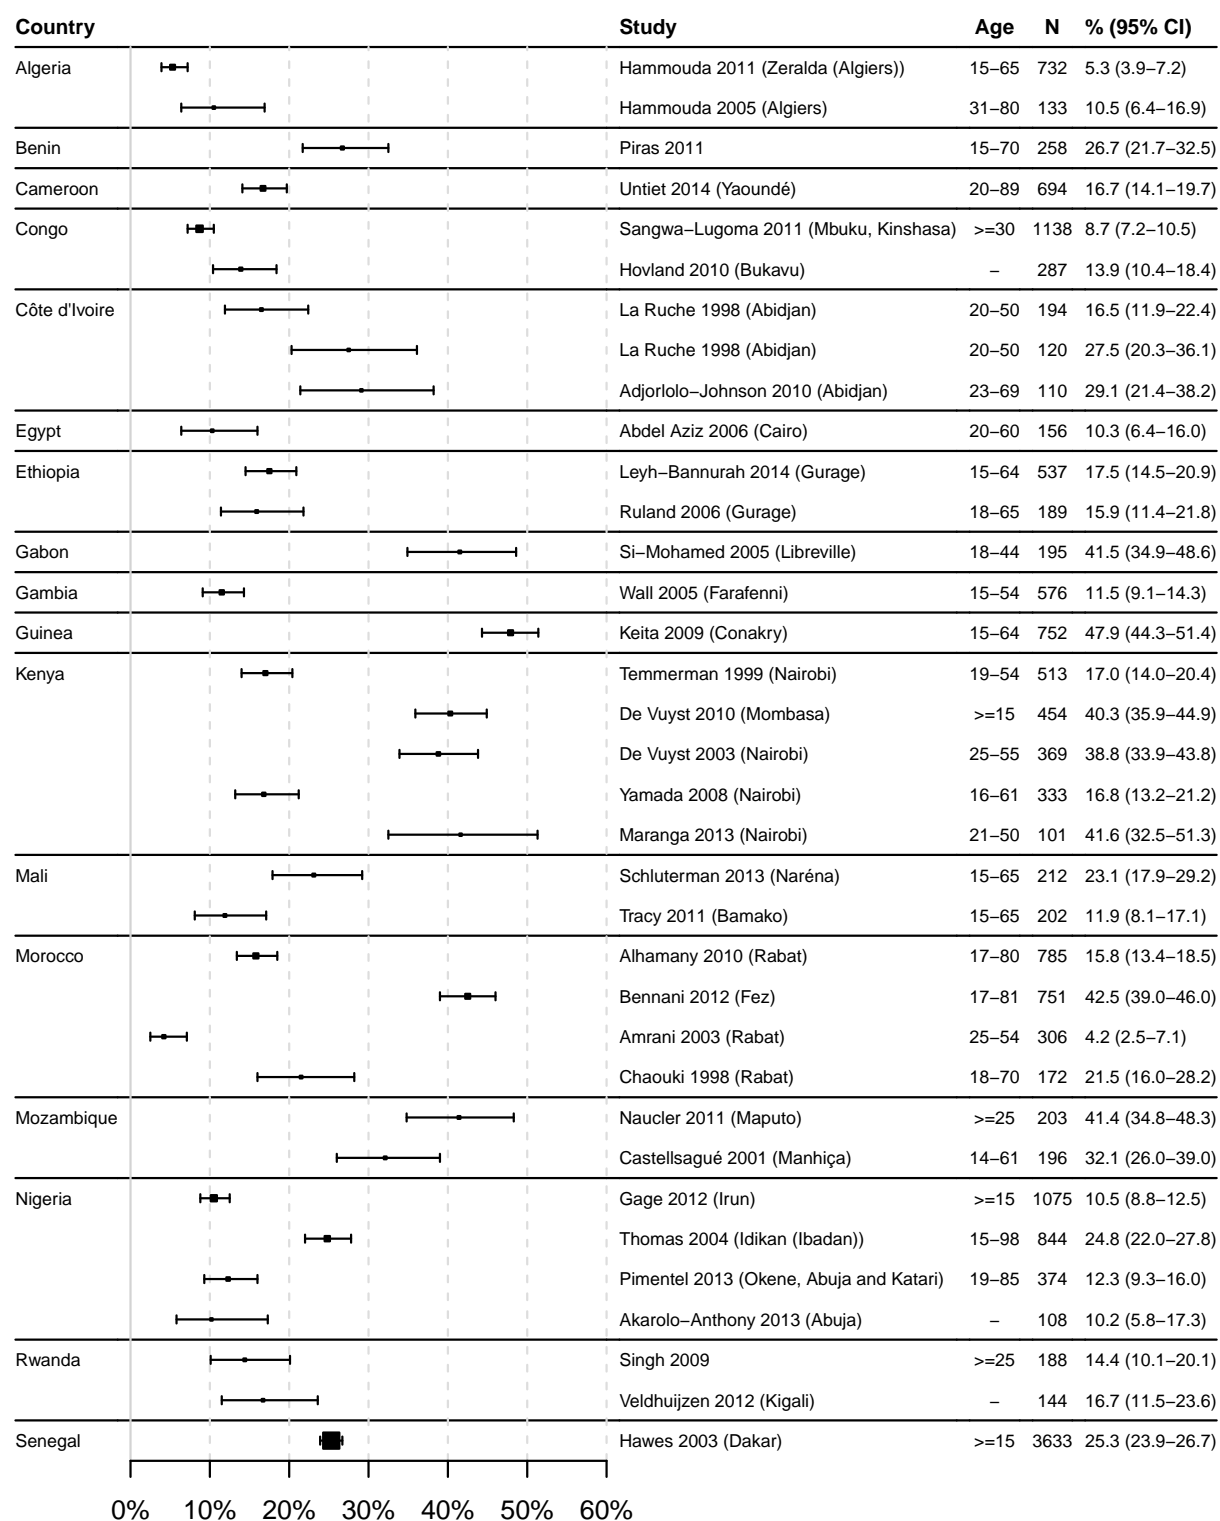 Country Study Age N % (95% CI)
Algeria Hammouda 2011 (Zeralda (Algiers)) 15−65 732 5.3 (3.9−7.2)
Hammouda 2005 (Algiers) 31−80 133 10.5 (6.4−16.9)
Benin Piras 2011 15−70 258 26.7 (21.7−32.5)
Cameroon Untiet 2014 (Yaoundé) 20−89 694 16.7 (14.1−19.7)
Congo Sangwa−Lugoma 2011 (Mbuku, Kinshasa) >=30 1138 8.7 (7.2−10.5)
Hovland 2010 (Bukavu) − 287 13.9 (10.4−18.4)
Côte d'Ivoire La Ruche 1998 (Abidjan) 20−50 194 16.5 (11.9−22.4)
La Ruche 1998 (Abidjan) 20−50 120 27.5 (20.3−36.1)
Adjorlolo−Johnson 2010 (Abidjan) 23−69 110 29.1 (21.4−38.2)
Egypt Abdel Aziz 2006 (Cairo) 20−60 156 10.3 (6.4−16.0)
Ethiopia Leyh−Bannurah 2014 (Gurage) 15−64 537 17.5 (14.5−20.9)
Ruland 2006 (Gurage) 18−65 189 15.9 (11.4−21.8)
Gabon Si−Mohamed 2005 (Libreville) 18−44 195 41.5 (34.9−48.6)
Gambia Wall 2005 (Farafenni) 15−54 576 11.5 (9.1−14.3)
Guinea Keita 2009 (Conakry) 15−64 752 47.9 (44.3−51.4)
Kenya Temmerman 1999 (Nairobi) 19−54 513 17.0 (14.0−20.4)
De Vuyst 2010 (Mombasa) >=15 454 40.3 (35.9−44.9)
De Vuyst 2003 (Nairobi) 25−55 369 38.8 (33.9−43.8)
Yamada 2008 (Nairobi) 16−61 333 16.8 (13.2−21.2)
Maranga 2013 (Nairobi) 21−50 101 41.6 (32.5−51.3)
Mali Schluterman 2013 (Naréna) 15−65 212 23.1 (17.9−29.2)
Tracy 2011 (Bamako) 15−65 202 11.9 (8.1−17.1)
Morocco Alhamany 2010 (Rabat) 17−80 785 15.8 (13.4−18.5)
Bennani 2012 (Fez) 17−81 751 42.5 (39.0−46.0)
Amrani 2003 (Rabat) 25−54 306 4.2 (2.5−7.1)
Chaouki 1998 (Rabat) 18−70 172 21.5 (16.0−28.2)
Mozambique Naucler 2011 (Maputo) >=25 203 41.4 (34.8−48.3)
Castellsagué 2001 (Manhiça) 14−61 196 32.1 (26.0−39.0)
Nigeria Gage 2012 (Irun) >=15 1075 10.5 (8.8−12.5)
Thomas 2004 (Idikan (Ibadan)) 15−98 844 24.8 (22.0−27.8)
Pimentel 2013 (Okene, Abuja and Katari) 19−85 374 12.3 (9.3−16.0)
Akarolo−Anthony 2013 (Abuja) − 108 10.2 (5.8−17.3)
Rwanda Singh 2009 >=25 188 14.4 (10.1−20.1)
Veldhuijzen 2012 (Kigali) − 144 16.7 (11.5−23.6)
Senegal Hawes 2003 (Dakar) >=15 3633 25.3 (23.9−26.7)
0% 10% 20% 30% 40% 50% 60%